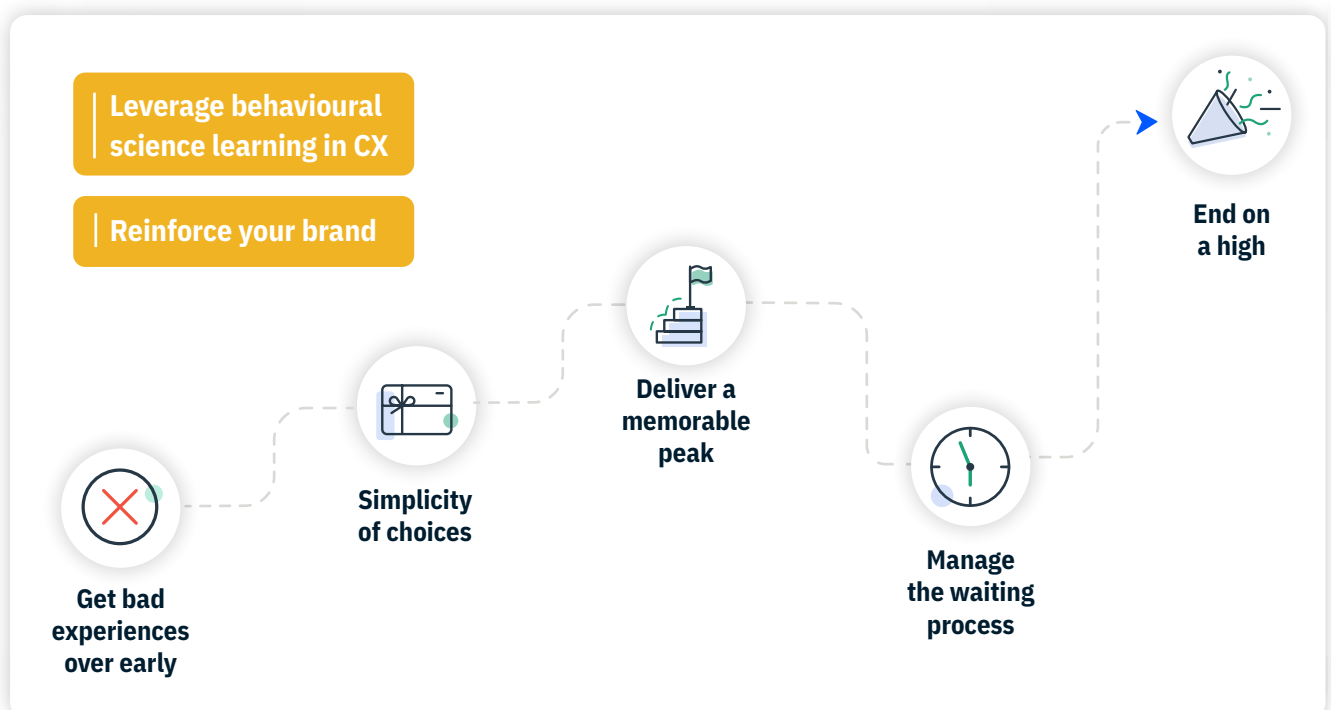 Leverage behavioural
science learning in CX
Reinforce your brand
Get bad
experiences
over early
Simplicity
of choices
Deliver a
memorable
peak
Manage
the waiting
process
End on
a high